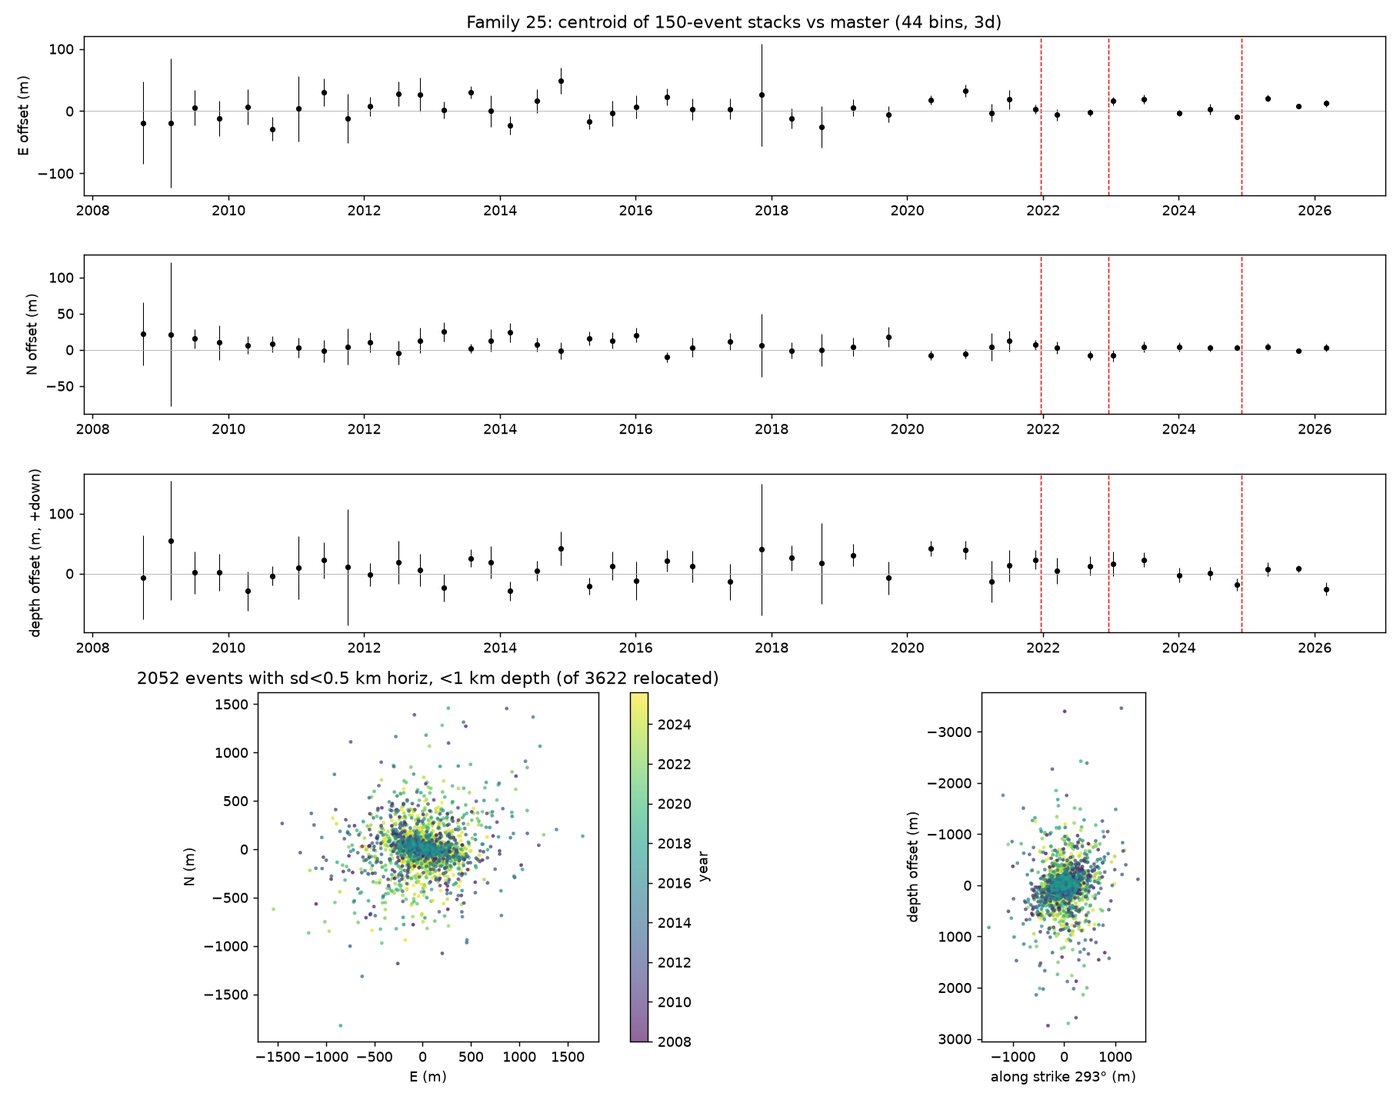 Family 25: centroid of 150-event stacks vs master (44 bins, 3d)
E offset (m)
100
0
−100
2008 2010 2012 2014 2016 2018 2020 2022 2024 2026
N offset (m)
100
50
0
−50
2008 2010 2012 2014 2016 2018 2020 2022 2024 2026
depth offset (m, +down)
100
0
2008 2010 2012 2014 2016 2018 2020 2022 2024 2026
2052 events with sd<0.5 km horiz, <1 km depth (of 3622 relocated)
N (m)
1500
1000
500
0
−500
−1000
−1500
−1500 −1000 −500 0 500 1000 1500
E (m)
2024
2022
2020
2018
2016
2014
2012
2010
2008
year
depth offset (m)
−3000
−2000
−1000
0
1000
2000
3000
−1000 0 1000
along strike 293° (m)